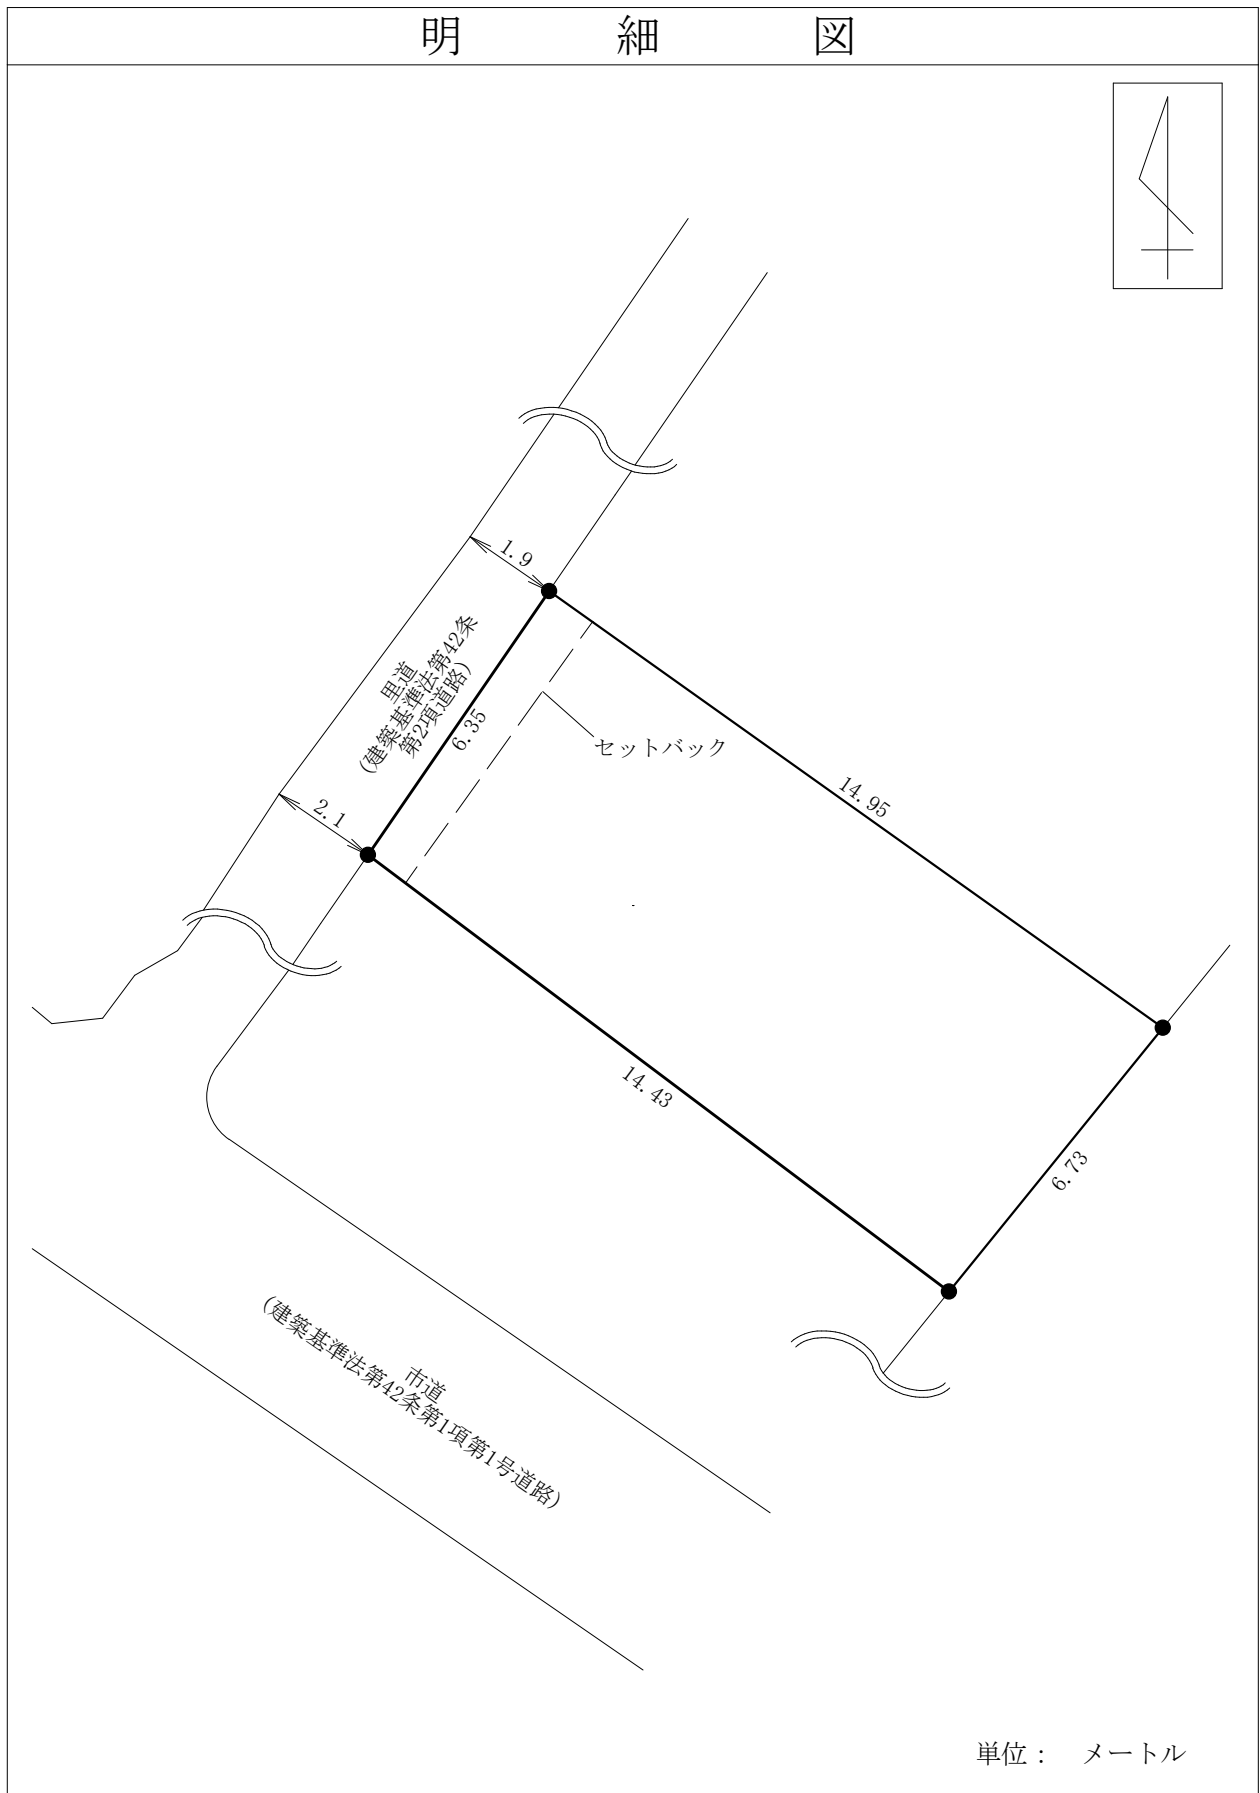 明細図
1.9
里道
(建築基準法第42条
第2項道路)
6.35
セットバック
2.1
14.95
14.43
6.73
市道
(建築基準法第42条第1項第1号道路)
単位： メートル